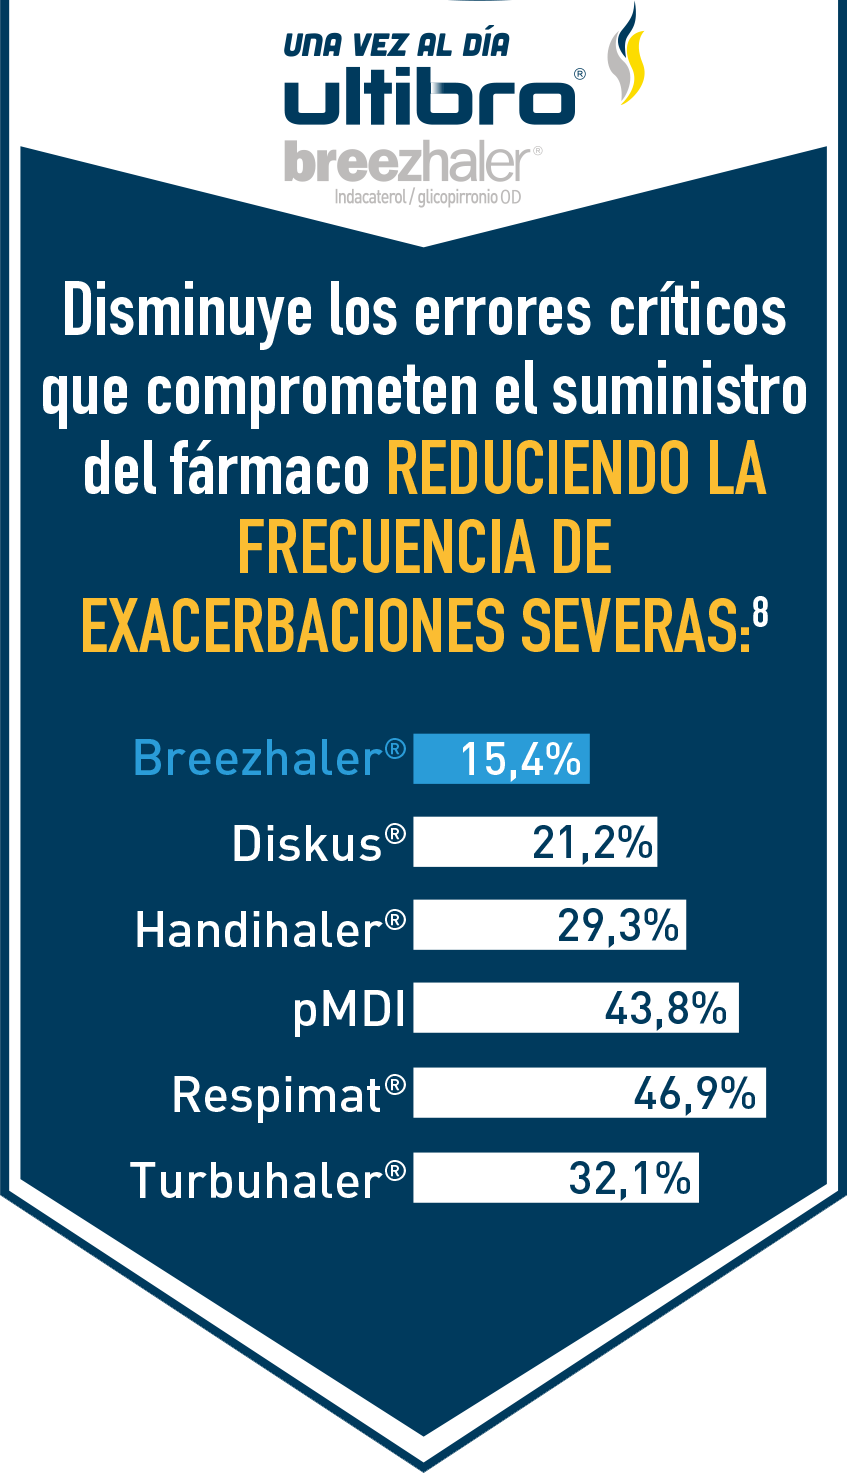 UNA VEZ AL DÍA
ultibro®
breezhaler®
Indacaterol / glicopirronio OD
Disminuye los errores críticos
que comprometen el suministro
del fármaco REDUCIENDO LA
FRECUENCIA DE
EXACERBACIONES SEVERAS:⁸
Breezhaler® 15,4%
Diskus® 21,2%
Handihaler® 29,3%
pMDI 43,8%
Respimat® 46,9%
Turbuhaler® 32,1%